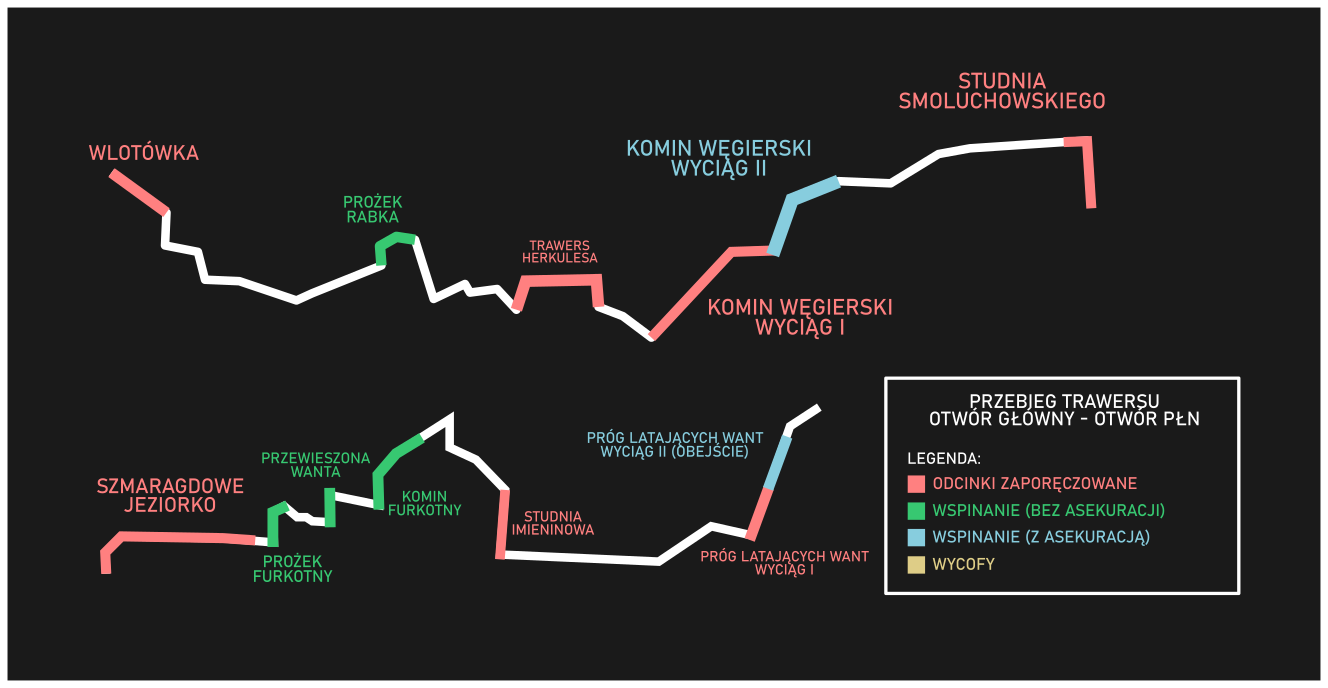 STUDNIA
SMOLUCHOWSKIEGO
KOMIN WĘGIERSKI
WYCIĄG II
WLOTÓWKA
PROŻEK
RABKA
TRAWERS
HERKULESA
KOMIN WĘGIERSKI
WYCIĄG I
PRZEBIEG TRAWERSU
OTWÓR GŁÓWNY - OTWÓR PŁN
LEGENDA:
ODCINKI ZAPORĘCZOWANE
WSPINANIE (BEZ ASEKURACJI)
WSPINANIE (Z ASEKURACJĄ)
WYCOFY
PRÓG LATAJĄCYCH WANT
WYCIĄG II (OBEJŚCIE)
PRZEWIESZONA
WANTA
SZMARAGDOWE
JEZIORKO
KOMIN
FURKOTNY
STUDNIA
IMIENINOWA
PROŻEK
FURKOTNY
PRÓG LATAJĄCYCH WANT
WYCIĄG I